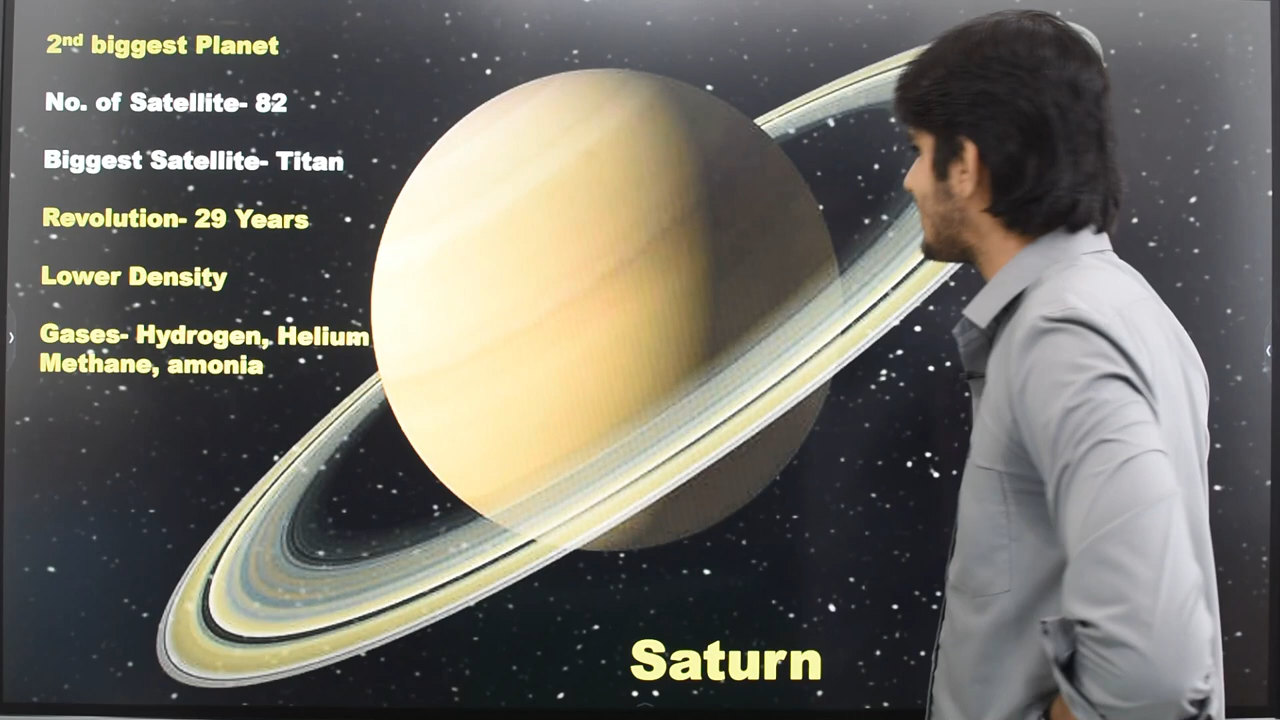 2nd biggest Planet
No. of Satellite- 82
Biggest Satellite- Titan
Revolution- 29 Years
Lower Density
Gases- Hydrogen, Helium
Methane, amonia
Saturn